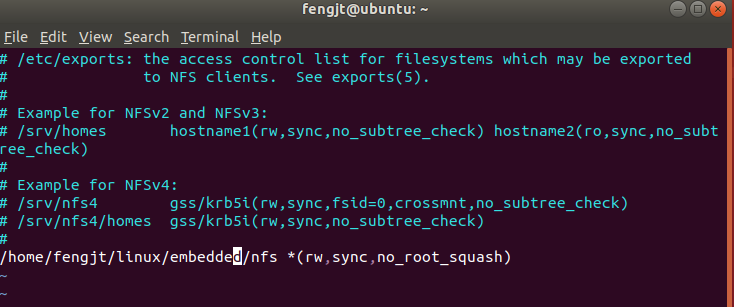 fengjt@ubuntu: ~
File Edit View Search Terminal Help
# /etc/exports: the access control list for filesystems which may be exported
#               to NFS clients.  See exports(5).
#
# Example for NFSv2 and NFSv3:
# /srv/homes       hostname1(rw,sync,no_subtree_check) hostname2(ro,sync,no_subt
ree_check)
#
# Example for NFSv4:
# /srv/nfs4        gss/krb5i(rw,sync,fsid=0,crossmnt,no_subtree_check)
# /srv/nfs4/homes  gss/krb5i(rw,sync,no_subtree_check)
#
/home/fengjt/linux/embedded/nfs *(rw,sync,no_root_squash)
~
~